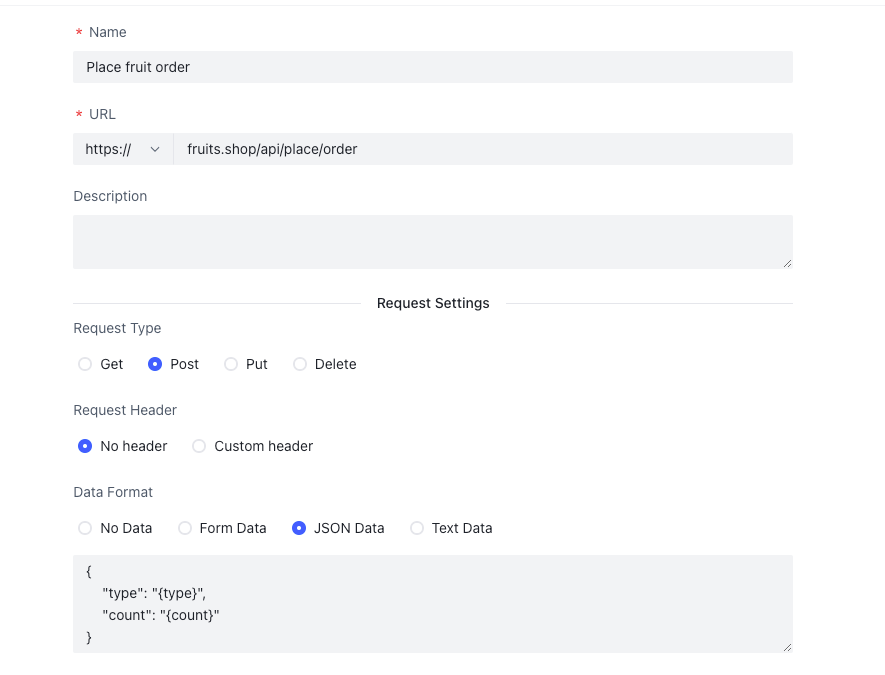 * Name
Place fruit order
* URL
https:// fruits.shop/api/place/order
Description
Request Settings
Request Type
Get Post Put Delete
Request Header
No header Custom header
Data Format
No Data Form Data JSON Data Text Data
{
"type": "{type}",
"count": "{count}"
}